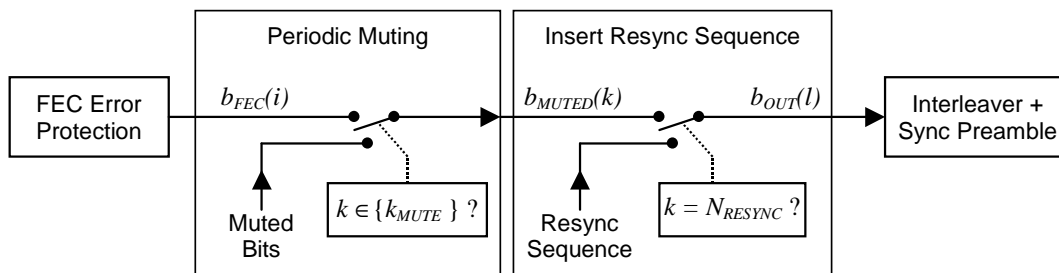 Periodic Muting
Insert Resync Sequence
FEC Error
Protection
b_FEC(i)
b_MUTED(k)
b_OUT(l)
Interleaver +
Sync Preamble
Muted
Bits
k ∈ {k_MUTE } ?
Resync
Sequence
k = N_RESYNC ?